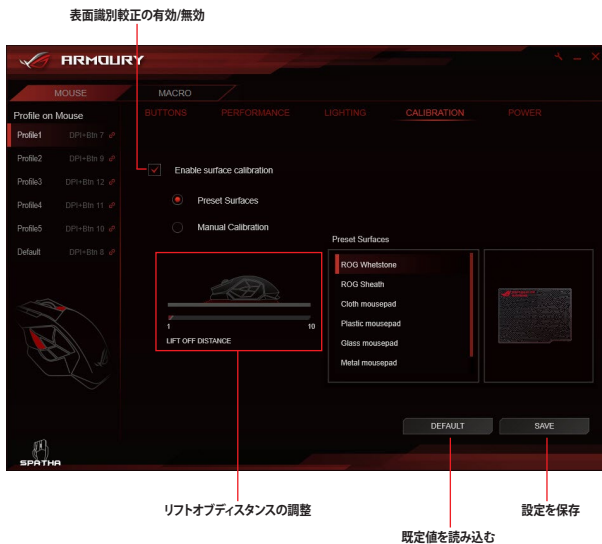 表面識別較正の有効/無効
ARMOURY
MOUSE
MACRO
Profile on Mouse
BUTTONS
PERFORMANCE
LIGHTING
CALIBRATION
POWER
Profile1 DPI+Btn 7
Profile2 DPI+Btn 9
Profile3 DPI+Btn 12
Profile4 DPI+Btn 11
Profile5 DPI+Btn 10
Default DPI+Btn 8
Enable surface calibration
Preset Surfaces
Manual Calibration
1
10
LIFT OFF DISTANCE
Preset Surfaces
ROG Whetstone
ROG Sheath
Cloth mousepad
Plastic mousepad
Glass mousepad
Metal mousepad
DEFAULT
SAVE
SPATHA
リフトオブディスタンスの調整
設定を保存
既定値を読み込む